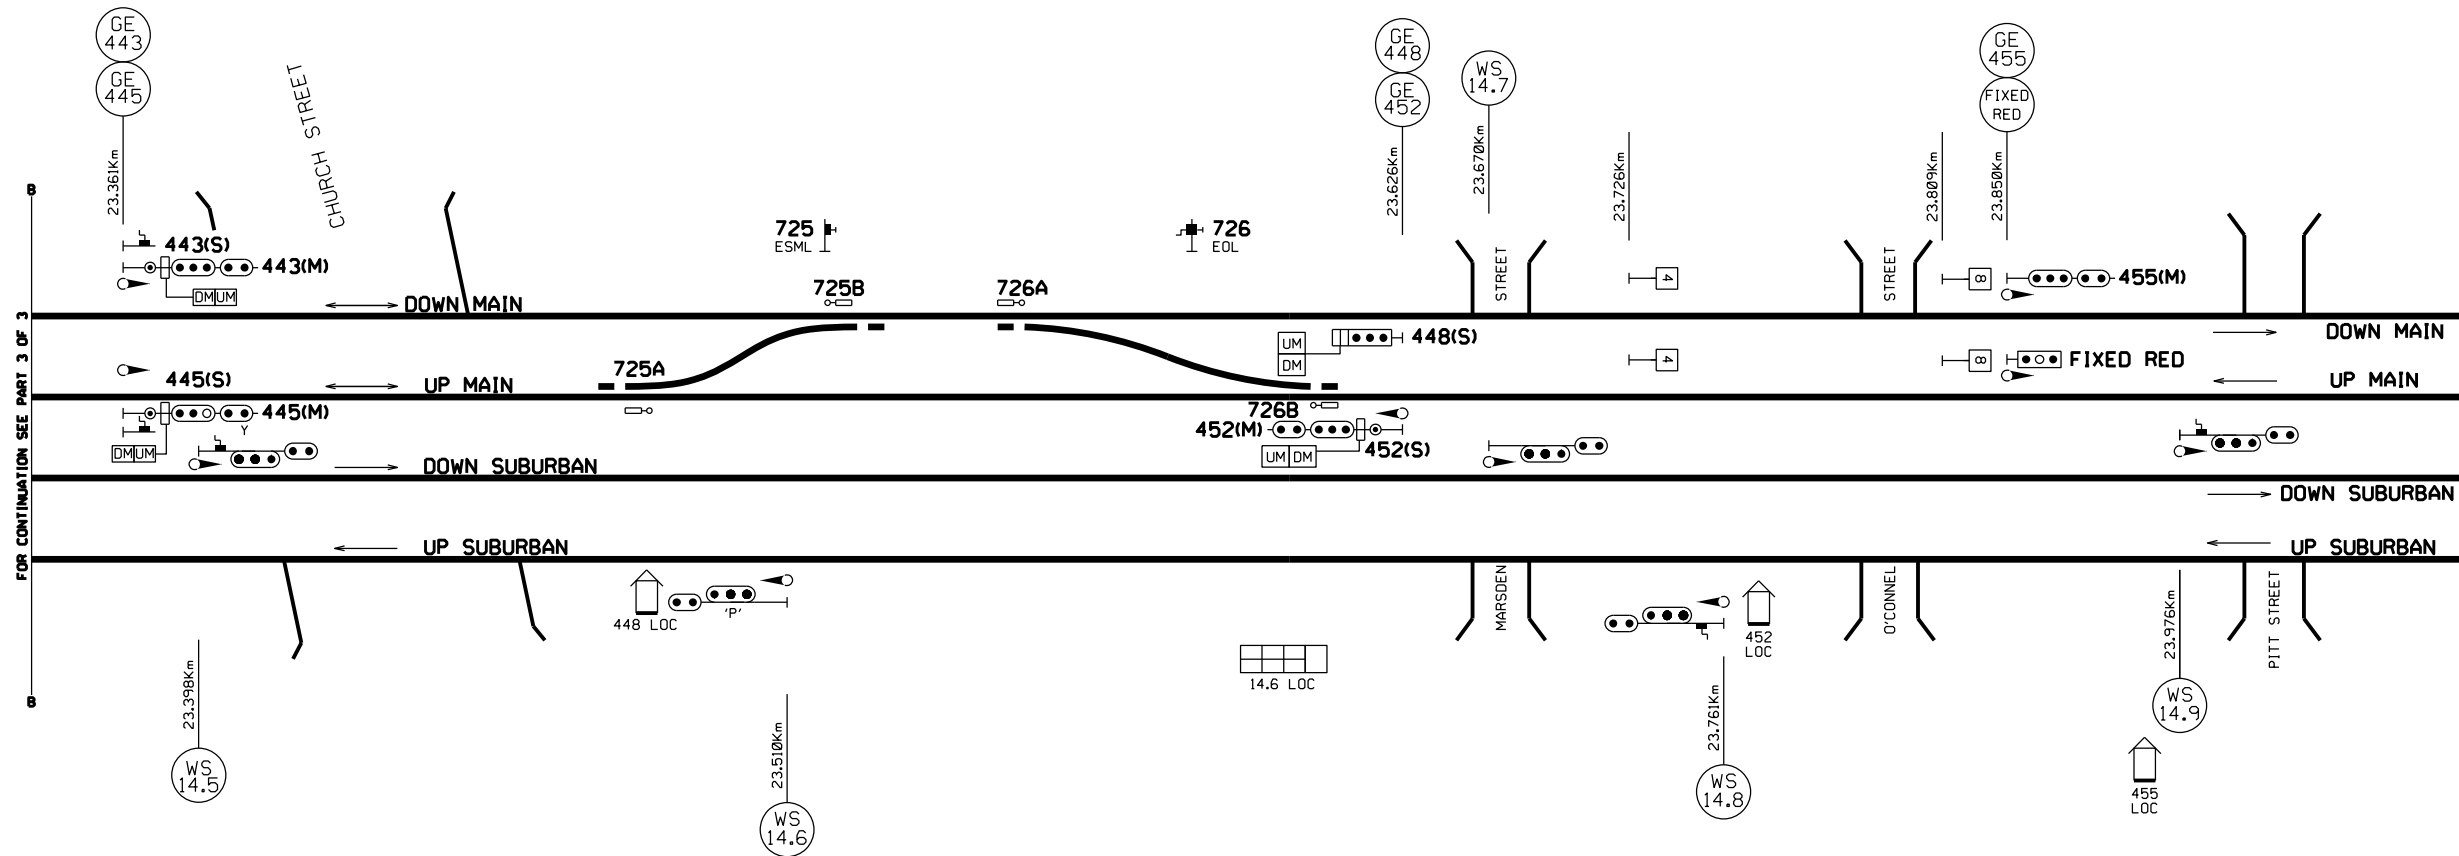 GE
443
GE
445
23.361Km
CHURCH STREET
GE
448
GE
452
23.626Km
WS
14.7
23.670Km
23.726Km
23.809Km
GE
455
FIXED
RED
23.850Km
B
443(S)
443(M)
DM UM
725
ESML
726
EOL
725B
726A
DOWN MAIN
STREET
4
STREET
8
455(M)
UM
DM
448(S)
DOWN MAIN
445(S)
UP MAIN
725A
4
8
FIXED RED
UP MAIN
445(M)
Y
DM UM
726B
452(M)
452(S)
UM DM
DOWN SUBURBAN
DOWN SUBURBAN
UP SUBURBAN
UP SUBURBAN
FOR CONTINUATION SEE PART 3 OF 3
B
448 LOC
'P'
14.6 LOC
MARSDEN
452
LOC
O'CONNEL
PITT STREET
23.398Km
WS
14.5
23.510Km
WS
14.6
23.761Km
WS
14.8
23.976Km
WS
14.9
455
LOC